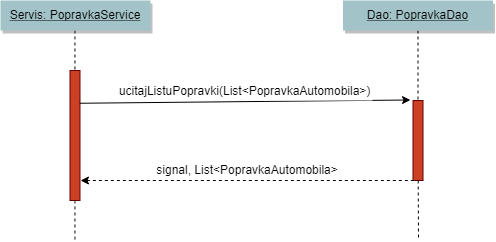 Servis: PopravkaService
Dao: PopravkaDao
ucitajListuPopravki(List<PopravkaAutomobila>)
signal, List<PopravkaAutomobila>